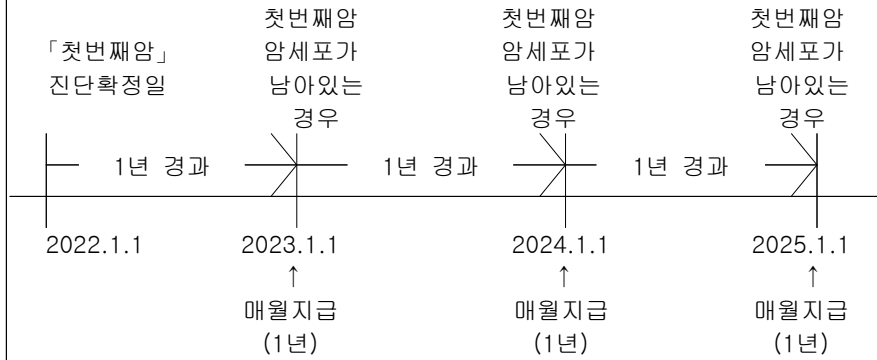 첫번째암 첫번째암 첫번째암
「첫번째암」 암세포가 암세포가 암세포가
진단확정일 남아있는 남아있는 남아있는
경우 경우 경우
1년 경과 1년 경과 1년 경과
2022.1.1 2023.1.1 2024.1.1 2025.1.1
↑ ↑ ↑
매월지급 매월지급 매월지급
(1년) (1년) (1년)